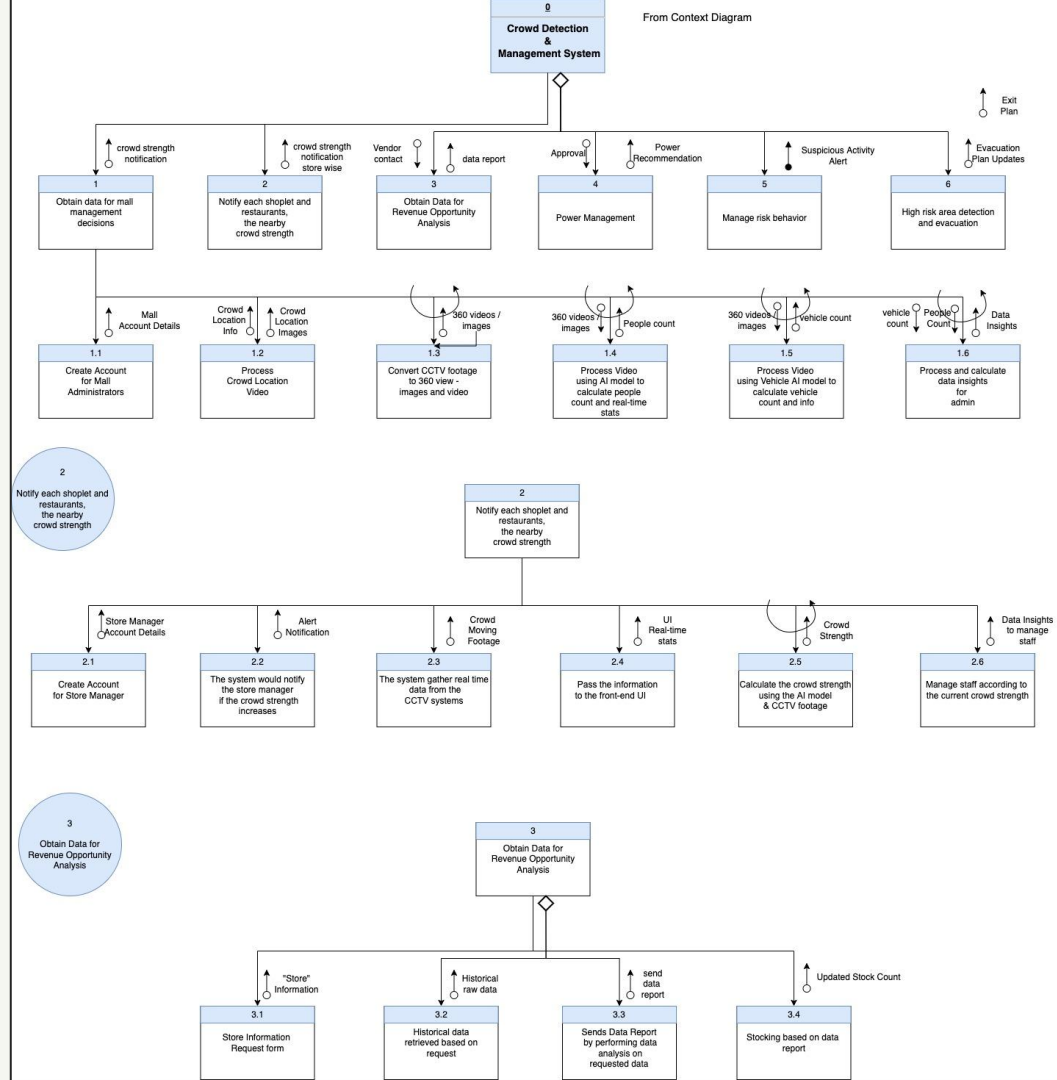 0
Crowd Detection
&
Management System
From Context Diagram
Exit
Plan
crowd strength
notification
crowd strength
notification
store wise
Vendor
contact
data report
Approval
Power
Recommendation
Suspicious Activity
Alert
Evacuation
Plan Updates
1
Obtain data for mall
management
decisions
2
Notify each shoplet and
restaurants,
the nearby
crowd strength
3
Obtain Data for
Revenue Opportunity
Analysis
4
Power Management
5
Manage risk behavior
6
High risk area detection
and evacuation
Mall
Account Details
Crowd
Location
Info
Crowd
Location
Images
360 videos /
images
360 videos /
images
People count
360 videos /
images
vehicle count
vehicle
count
People
Count
Data
Insights
1.1
Create Account
for Mall
Administrators
1.2
Process
Crowd Location
Video
1.3
Convert CCTV footage
to 360 view -
images and video
1.4
Process Video
using AI model to
calculate people
count and real-time
stats
1.5
Process Video
using Vehicle AI model to
calculate vehicle
count and info
1.6
Process and calculate
data insights
for
admin
2
Notify each shoplet and
restaurants,
the nearby
crowd strength
2
Notify each shoplet and
restaurants,
the nearby
crowd strength
Store Manager
Account Details
Alert
Notification
Crowd
Moving
Footage
UI
Real-time
stats
Crowd
Strength
Data Insights
to manage
staff
2.1
Create Account
for Store Manager
2.2
The system would notify
the store manager
if the crowd strength
increases
2.3
The system gather real time
data from the
CCTV systems
2.4
Pass the information
to the front-end UI
2.5
Calculate the crowd strength
using the AI model
& CCTV footage
2.6
Manage staff according to
the current crowd strength
3
Obtain Data for
Revenue Opportunity
Analysis
3
Obtain Data for
Revenue Opportunity
Analysis
"Store"
Information
Historical
raw data
send
data
report
Updated Stock Count
3.1
Store Information
Request form
3.2
Historical data
retrieved based on
request
3.3
Sends Data Report
by performing data
analysis on
requested data
3.4
Stocking based on data
report